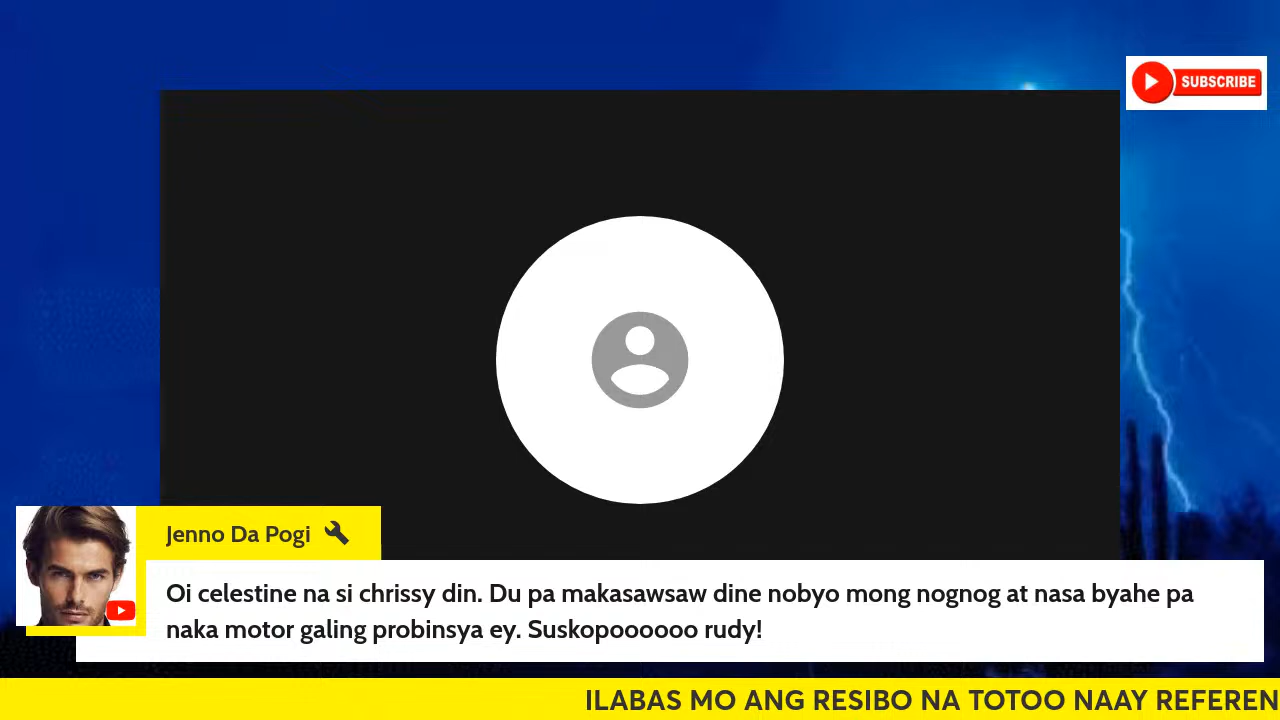 SUBSCRIBE
Jenno Da Pogi
Oi celestine na si chrissy din. Du pa makasawsaw dine nobyo mong nognog at nasa byahe pa
naka motor galing probinsya ey. Suskopoooooo rudy!
ILABAS MO ANG RESIBO NA TOTOO NAAY REFEREN